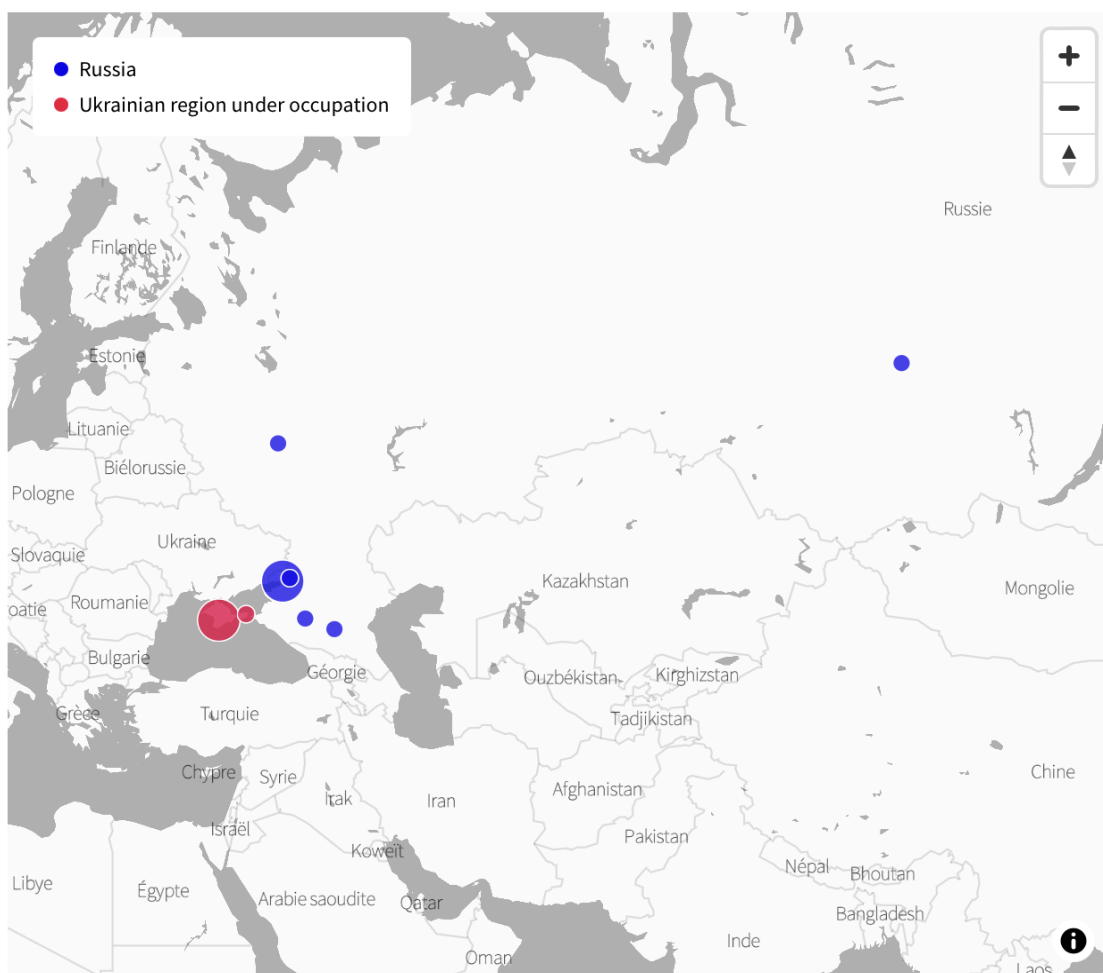 Russia
Ukrainian region under occupation
Russie
Finlande
Estonie
Lituanie
Biélorussie
Pologne
Ukraine
Slovaquie
Kazakhstan
Mongolie
oatie
Roumanie
Bulgarie
Géorgie
Ouzbékistan
Kirghizstan
Grèce
Turquie
Tadjikistan
Chypre
Syrie
Chine
Irak
Iran
Afghanistan
Israël
Pakistan
Koweït
Népal
Bhoutan
Libye
Égypte
Arabie saoudite
Qatar
Bangladesh
Inde
Oman
Laos